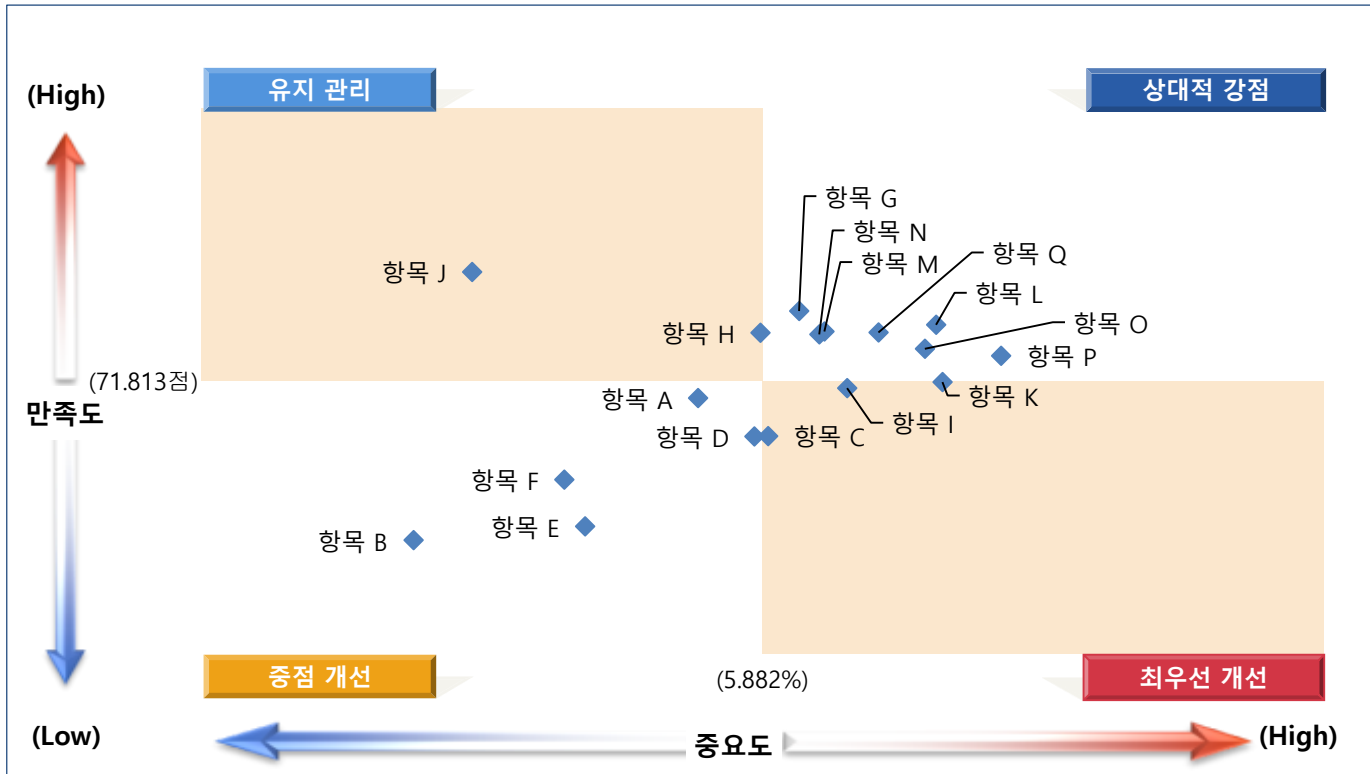 유지 관리
상대적 강점
(High)
항목 G
항목 N
항목 Q
항목 M
항목 J
항목 L
항목 O
항목 H
항목 P
(71.813점)
항목 K
항목 A
만족도
항목 I
항목 D
항목 C
항목 F
항목 E
항목 B
중점 개선
(5.882%)
최우선 개선
(Low)
중요도
(High)